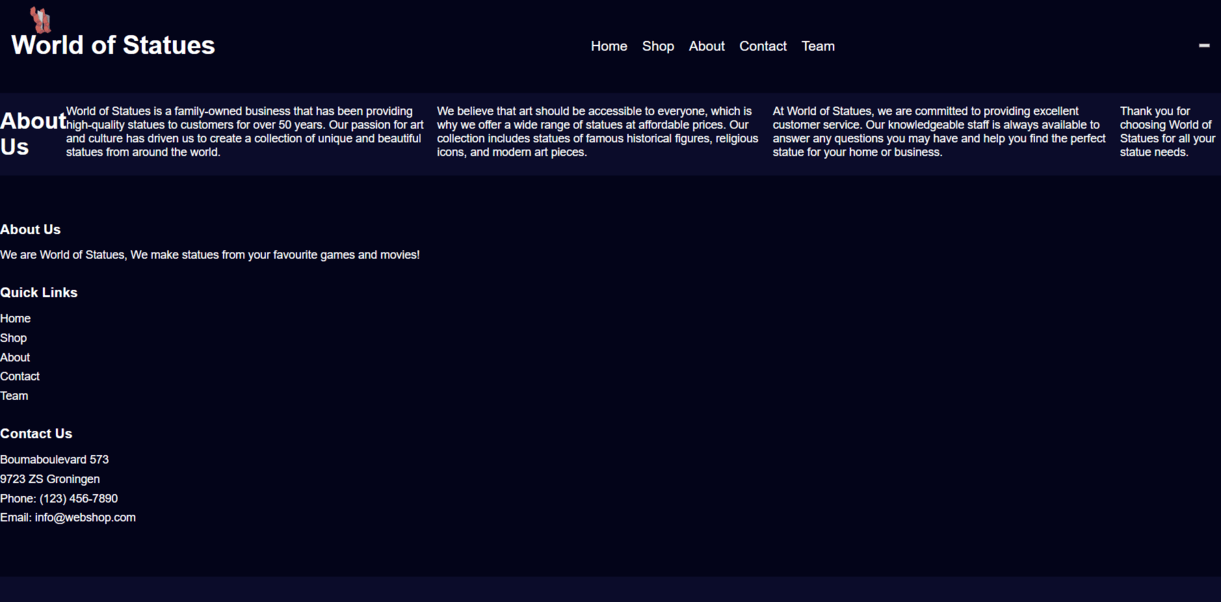 World of Statues
Home Shop About Contact Team
About
Us
World of Statues is a family-owned business that has been providing
high-quality statues to customers for over 50 years. Our passion for art
and culture has driven us to create a collection of unique and beautiful
statues from around the world.
We believe that art should be accessible to everyone, which is
why we offer a wide range of statues at affordable prices. Our
collection includes statues of famous historical figures, religious
icons, and modern art pieces.
At World of Statues, we are committed to providing excellent
customer service. Our knowledgeable staff is always available to
answer any questions you may have and help you find the perfect
statue for your home or business.
Thank you for
choosing World of
Statues for all your
statue needs.
About Us
We are World of Statues, We make statues from your favourite games and movies!
Quick Links
Home
Shop
About
Contact
Team
Contact Us
Boumaboulevard 573
9723 ZS Groningen
Phone: (123) 456-7890
Email: info@webshop.com